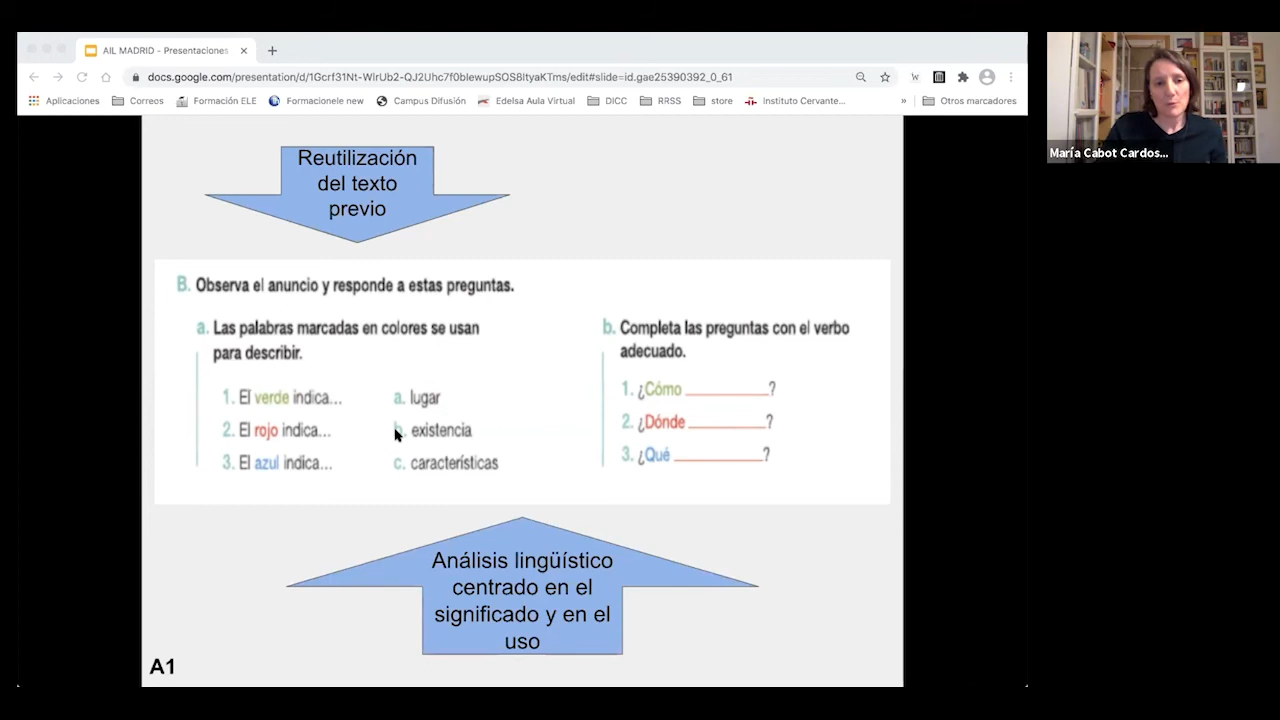 AIL MADRID - Presentaciones
docs.google.com/presentation/d/1Gcrf31Nt-WlrUb2-QJ2Uhc7f0blewupSOS8ltyaKTms/edit#slide=id.gae25390392_0_61
W
Aplicaciones Correos Formación ELE Formacionele new Campus Difusión Edelsa Aula Virtual DICC RRSS store Instituto Cervante... » Otros marcadores
María Cabot Cardos...
Reutilización
del texto
previo
B. Observa el anuncio y responde a estas preguntas.
a. Las palabras marcadas en colores se usan
para describir.
1. El verde indica... a. lugar
2. El rojo indica... b. existencia
3. El azul indica... c. características
b. Completa las preguntas con el verbo
adecuado.
1. ¿Cómo ____________?
2. ¿Dónde ___________?
3. ¿Qué _____________?
Análisis lingüístico
centrado en el
significado y en el
uso
A1